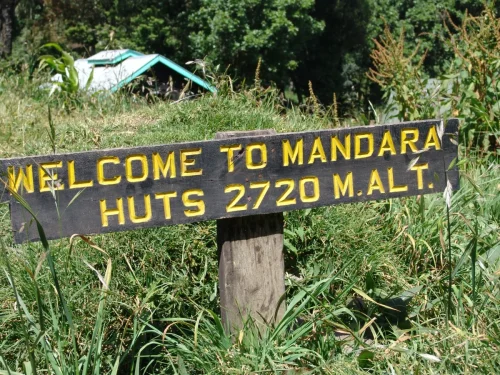 WELCOME TO MANDARA
HUTS 2720 M.ALT.